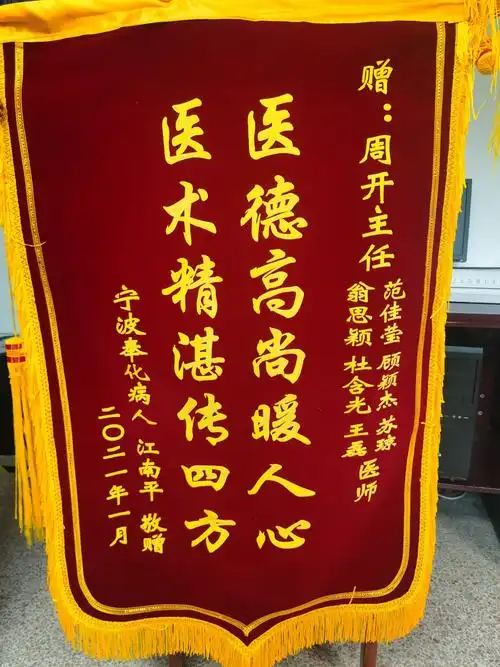 赠：周开、主任
范佳莹 顾颖杰 苏琼
翁思颖 杜含光 王磊 医师
医德高尚暖人心
医术精湛传四方
宁波奉化病人 江南平 敬赠
二〇二一年一月